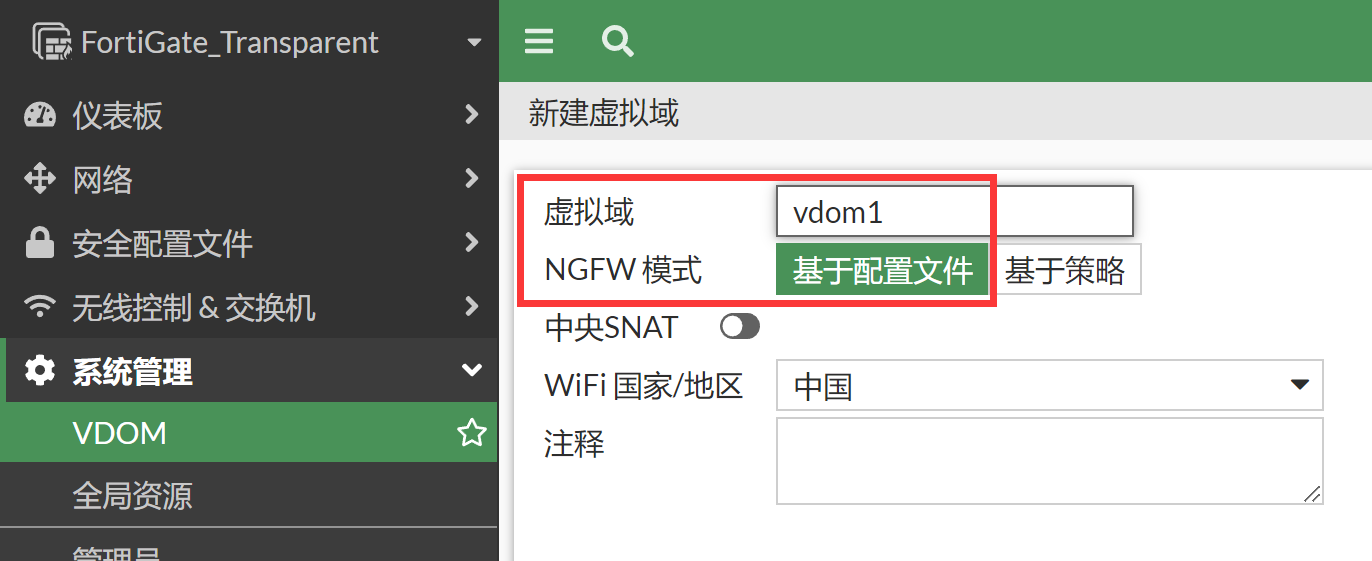 FortiGate_Transparent
仪表板
网络
安全配置文件
无线控制 & 交换机
系统管理
VDOM
全局资源
管理员
新建虚拟域
虚拟域 vdom1
NGFW 模式 基于配置文件 基于策略
中央SNAT
WiFi 国家/地区 中国
注释